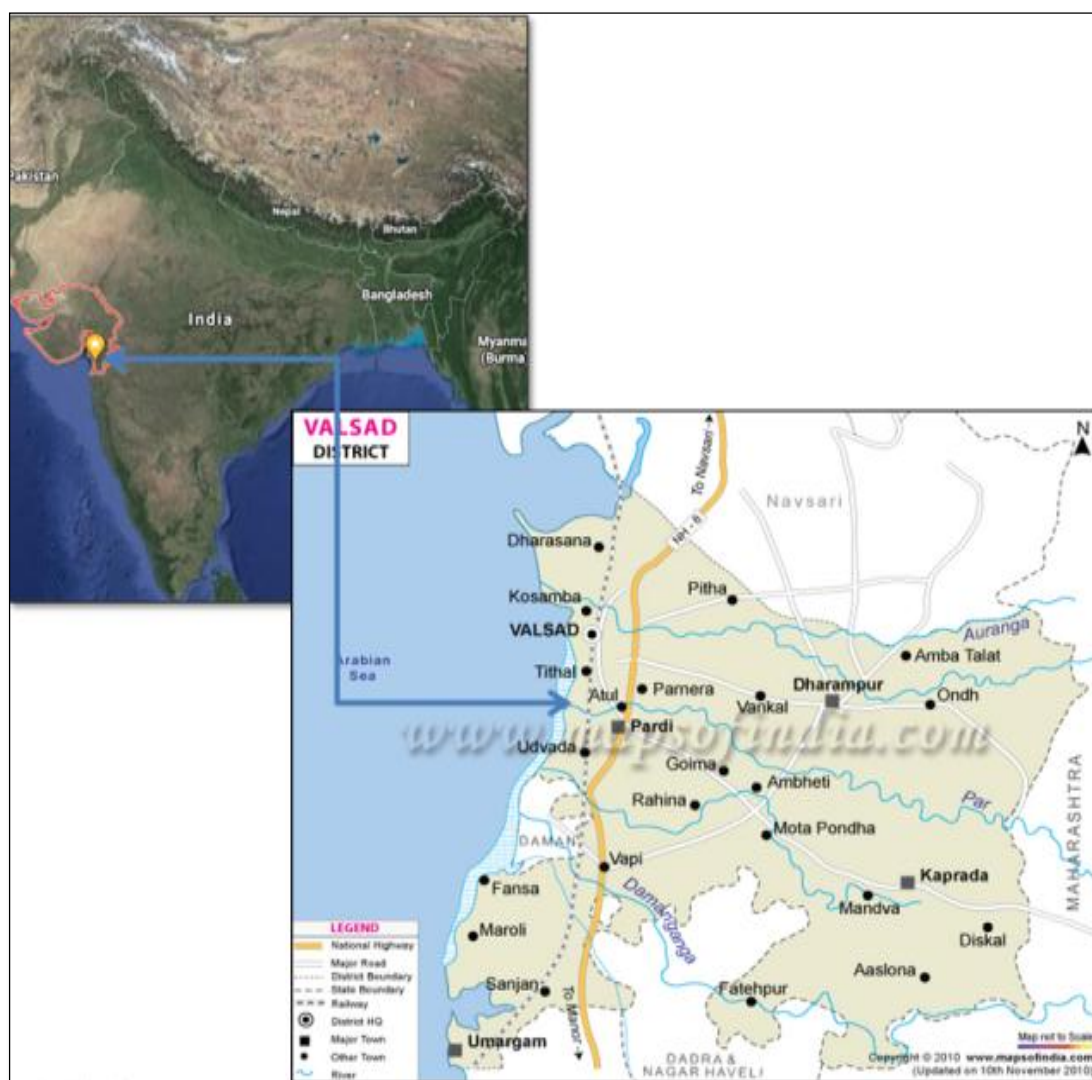 Pakistan
Nepal
Bhutan
Bangladesh
India
Myanma
(Burma
VALSAD
DISTRICT
N
To Navsari
Navsari
NH - 8
Dharasana
Pitha
Kosamba
VALSAD
Auranga
Amba Talat
Arabian
Sea
Tithal
Parnera
Dharampur
Ondh
Atul
Vankal
Pardi
www.mapsofindia.com
Udvada
Goima
Ambheti
Par
Rahina
MAHARASHTRA
Mota Pondha
DAMAN
Vapi
Kaprada
Fansa
Damanganga
Mandva
Maroli
Diskal
Aaslona
Sanjan
Fatehpur
To Manor
Umargam
DADRA &
NAGAR HAVELI
LEGEND
National Highway
Major Road
District Boundary
State Boundary
Railway
District HQ
Major Town
Other Town
River
Map not to Scale
Copyright © 2010 www.mapsofindia.com
(Updated on 10th November 2010)